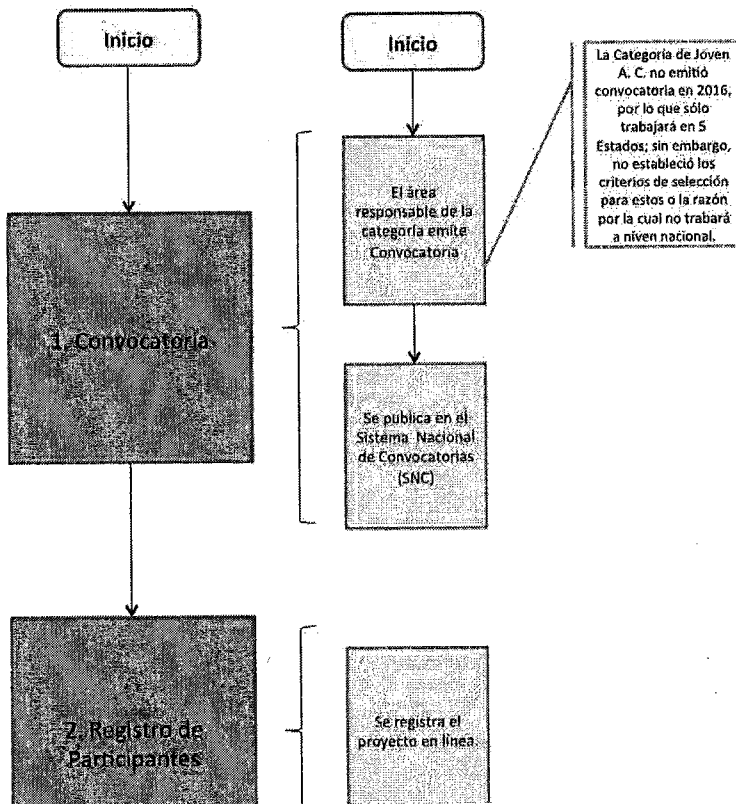 Inicio
Inicio
La Categoría de Joven
A. C. no emitió
convocatoria en 2016,
por lo que sólo
trabajará en 5
Estados; sin embargo,
no estableció los
criterios de selección
para estos o la razón
por la cual no trabará
a niven nacional.
El área
responsable de la
categoría emite
Convocatoria
1. Convocatoria
Se publica en el
Sistema Nacional
de Convocatorias
(SNC)
2. Registro de
Participantes
Se registra el
proyecto en línea.